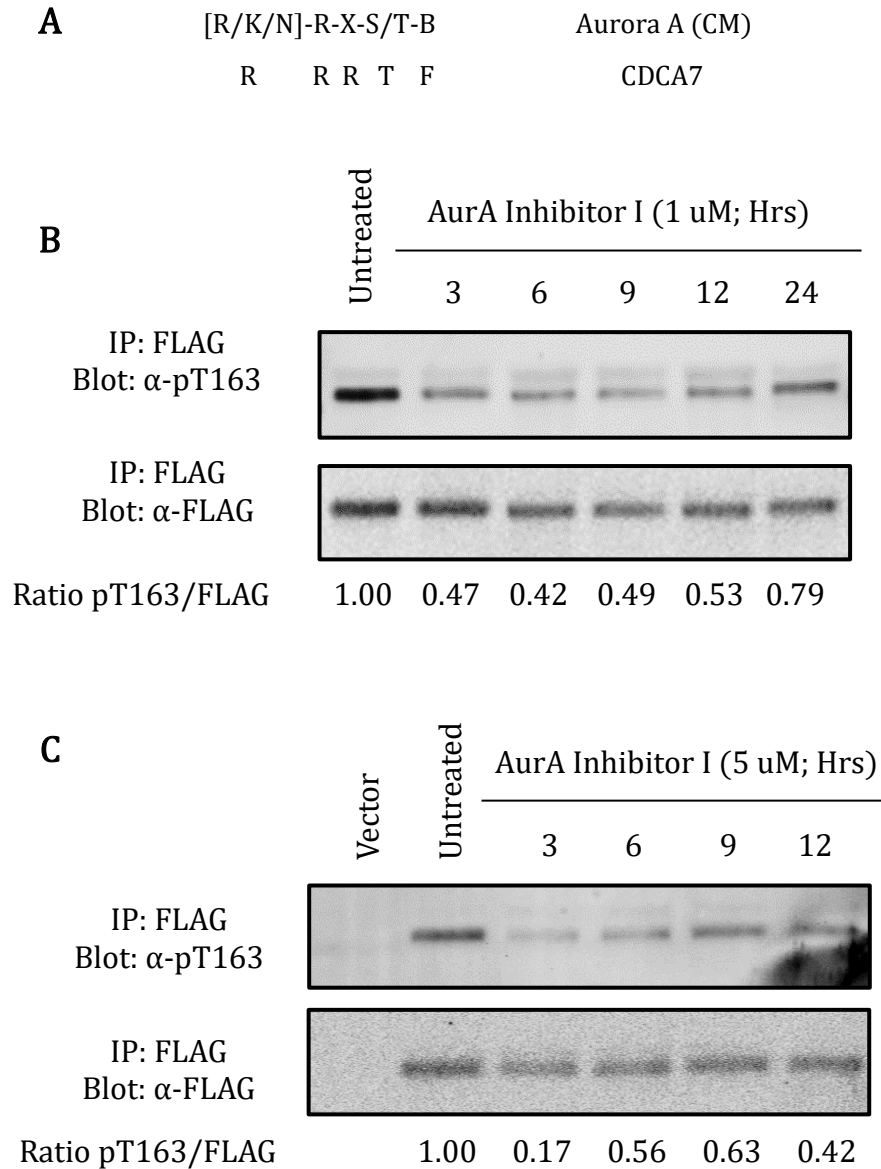 A [R/K/N]-R-X-S/T-B Aurora A (CM)
R R R T F CDCA7
B
Untreated
AurA Inhibitor I (1 uM; Hrs)
3 6 9 12 24
IP: FLAG
Blot: α-pT163
IP: FLAG
Blot: α-FLAG
Ratio pT163/FLAG 1.00 0.47 0.42 0.49 0.53 0.79
C
Vector
Untreated
AurA Inhibitor I (5 uM; Hrs)
3 6 9 12
IP: FLAG
Blot: α-pT163
IP: FLAG
Blot: α-FLAG
Ratio pT163/FLAG 1.00 0.17 0.56 0.63 0.42